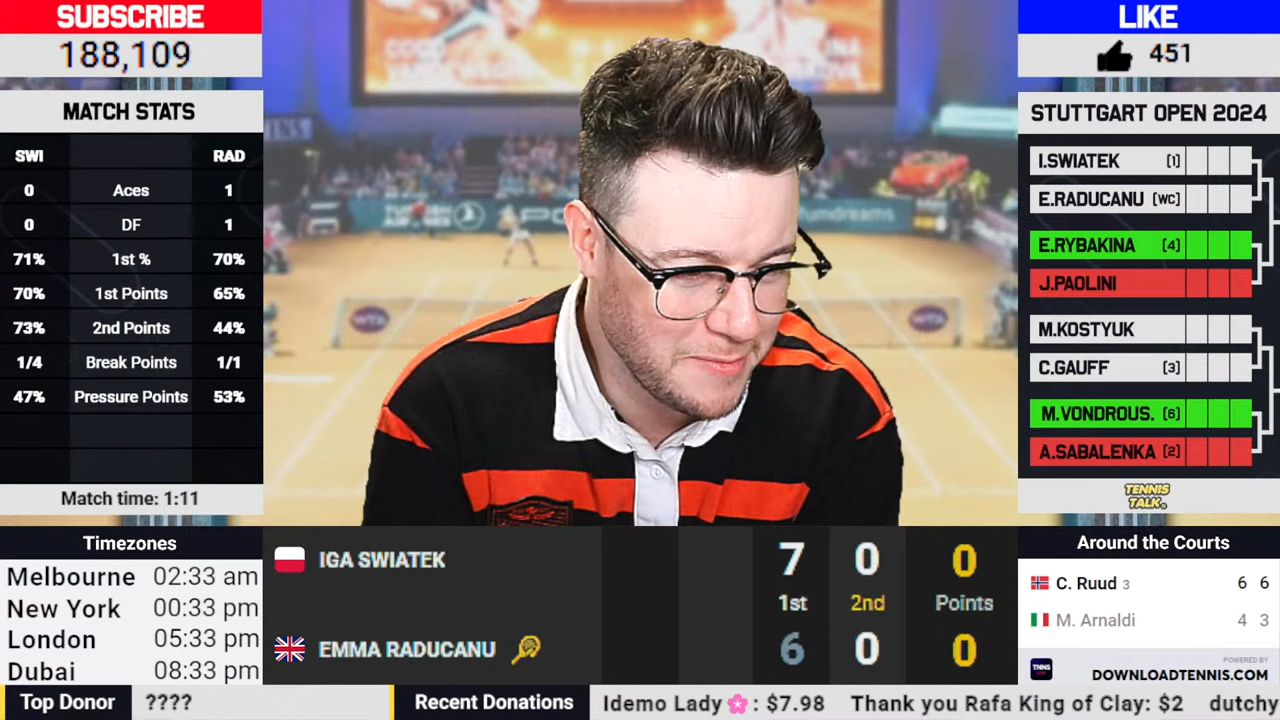 SUBSCRIBE
188,109
MATCH STATS
SWI RAD
0 Aces 1
0 DF 1
71% 1st % 70%
70% 1st Points 65%
73% 2nd Points 44%
1/4 Break Points 1/1
47% Pressure Points 53%
Match time: 1:11
Timezones
Melbourne 02:33 am
New York 00:33 pm
London 05:33 pm
Dubai 08:33 pm
LIKE
451
STUTTGART OPEN 2024
I.SWIATEK [1]
E.RADUCANU [WC]
E.RYBAKINA [4]
J.PAOLINI
M.KOSTYUK
C.GAUFF [3]
M.VONDROUS. [6]
A.SABALENKA [2]
TENNIS
TALK.
IGA SWIATEK 7 0 0
1st 2nd Points
EMMA RADUCANU 6 0 0
Around the Courts
C. Ruud 3 6 6
M. Arnaldi 4 3
POWERED BY
DOWNLOADTENNIS.COM
Top Donor ????
Recent Donations Idemo Lady🌸: $7.98 Thank you Rafa King of Clay: $2 dutchy